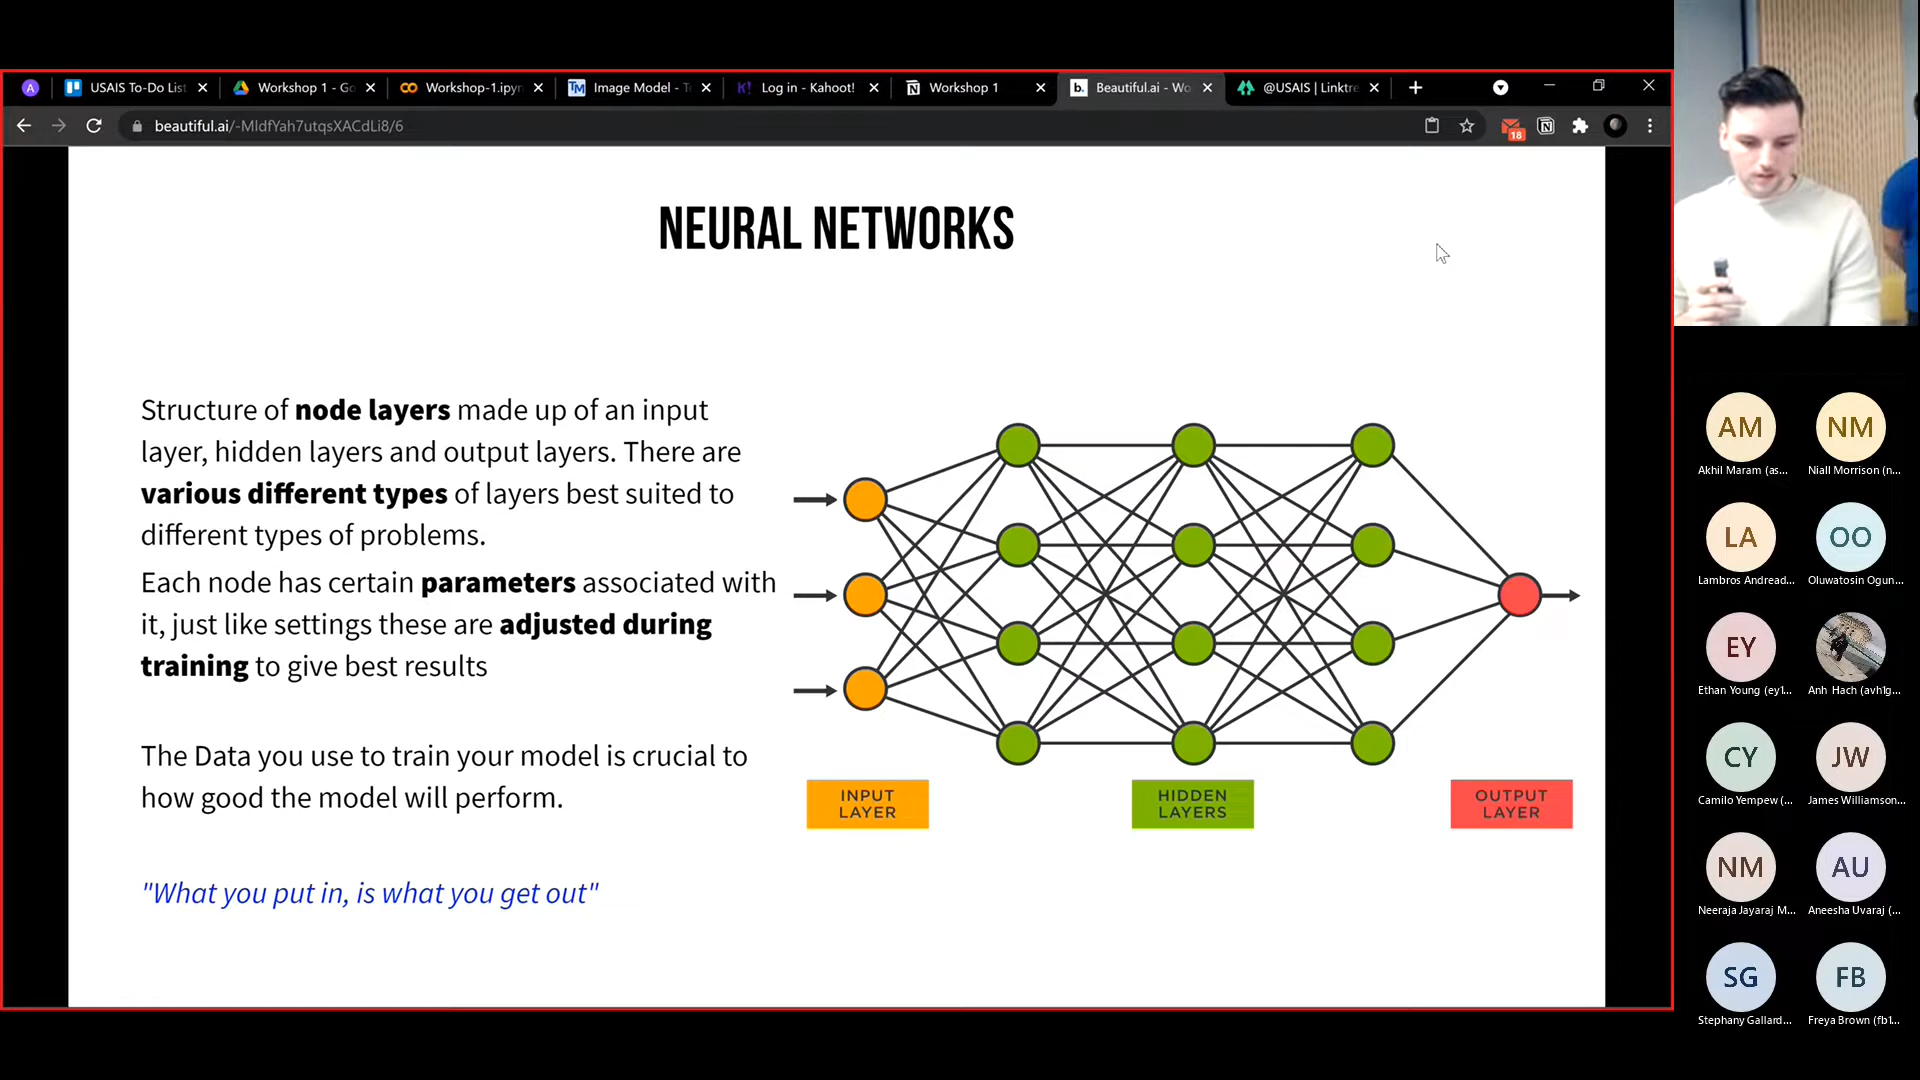 USAIS To-Do List
Workshop 1 - Go
Workshop-1.ipyn
Image Model - T
Log in - Kahoot!
Workshop 1
Beautiful.ai - Wo
@USAIS | Linktre
beautiful.ai/-MldfYah7utqsXACdLi8/6
18
NEURAL NETWORKS
Structure of node layers made up of an input
layer, hidden layers and output layers. There are
various different types of layers best suited to
different types of problems.
Each node has certain parameters associated with
it, just like settings these are adjusted during
training to give best results
The Data you use to train your model is crucial to
how good the model will perform.
"What you put in, is what you get out"
INPUT
LAYER
HIDDEN
LAYERS
OUTPUT
LAYER
AM
NM
Akhil Maram (as...
Niall Morrison (n...
LA
OO
Lambros Andread...
Oluwatosin Ogun...
EY
Ethan Young (ey1...
Anh Hach (avh1g...
CY
JW
Camilo Yempew (...
James Williamson...
NM
AU
Neeraja Jayaraj M...
Aneesha Uvaraj (...
SG
FB
Stephany Gallard...
Freya Brown (fb1...